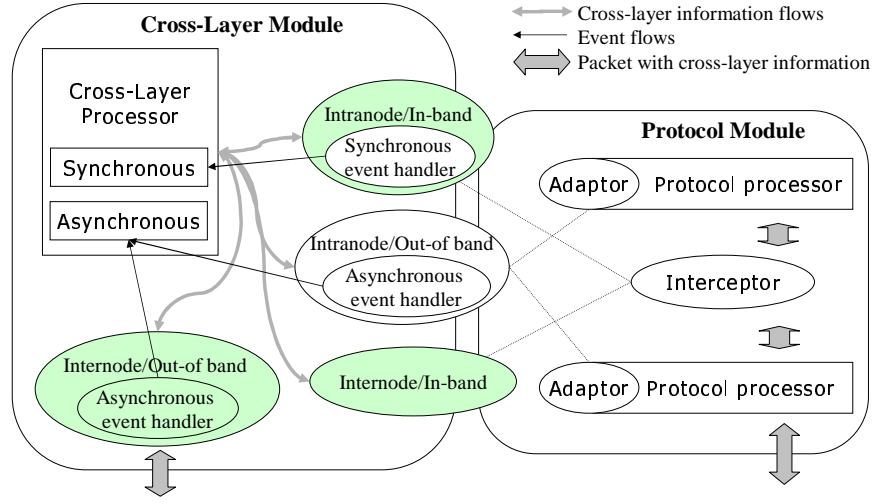 Cross-Layer Module
Cross-layer information flows
Event flows
Packet with cross-layer information
Cross-Layer
Processor
Synchronous
Asynchronous
Intranode/In-band
Synchronous
event handler
Intranode/Out-of band
Asynchronous
event handler
Internode/Out-of band
Asynchronous
event handler
Internode/In-band
Protocol Module
Adaptor
Protocol processor
Interceptor
Adaptor
Protocol processor